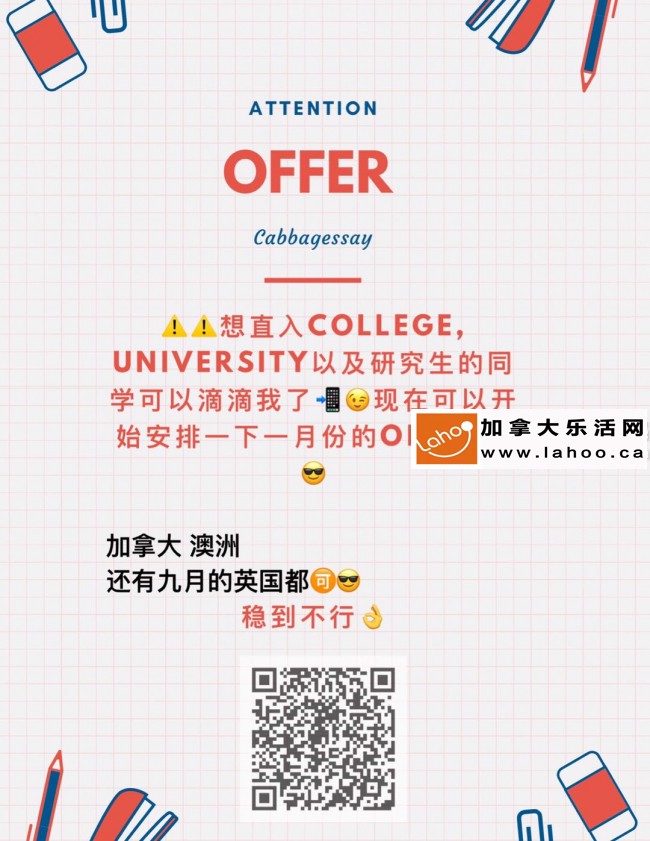 ATTENTION
OFFER
Cabbagessay
⚠️⚠️想直入COLLEGE,
UNIVERSITY以及研究生的同
学可以滴滴我了📲😉现在可以开
始安排一下一月份的
😎
Lahoo
加拿大乐活网
www.lahoo.ca
加拿大 澳洲
还有九月的英国都🉑😎
稳到不行👌